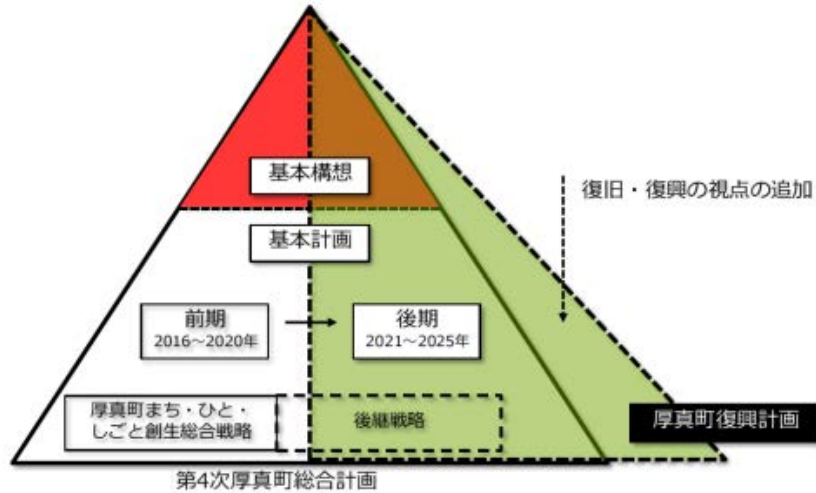 基本構想
復旧・復興の視点の追加
基本計画
前期
2016～2020年
後期
2021～2025年
厚真町まち・ひと・
しごと創生総合戦略
後継戦略
厚真町復興計画
第4次厚真町総合計画